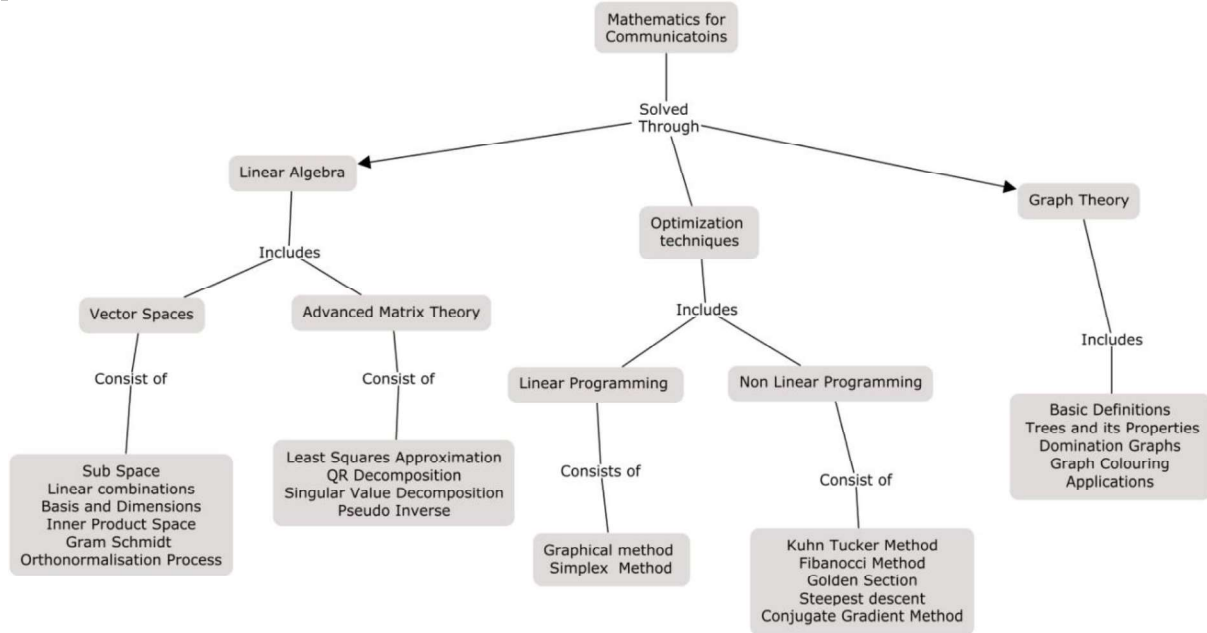 Mathematics for
Communicatoins
Solved
Through
Linear Algebra
Optimization
techniques
Graph Theory
Includes
Vector Spaces
Advanced Matrix Theory
Includes
Linear Programming
Non Linear Programming
Includes
Consist of
Consist of
Consists of
Consist of
Sub Space
Linear combinations
Basis and Dimensions
Inner Product Space
Gram Schmidt
Orthonormalisation Process
Least Squares Approximation
QR Decomposition
Singular Value Decomposition
Pseudo Inverse
Graphical method
Simplex Method
Kuhn Tucker Method
Fibanocci Method
Golden Section
Steepest descent
Conjugate Gradient Method
Basic Definitions
Trees and its Properties
Domination Graphs
Graph Colouring
Applications